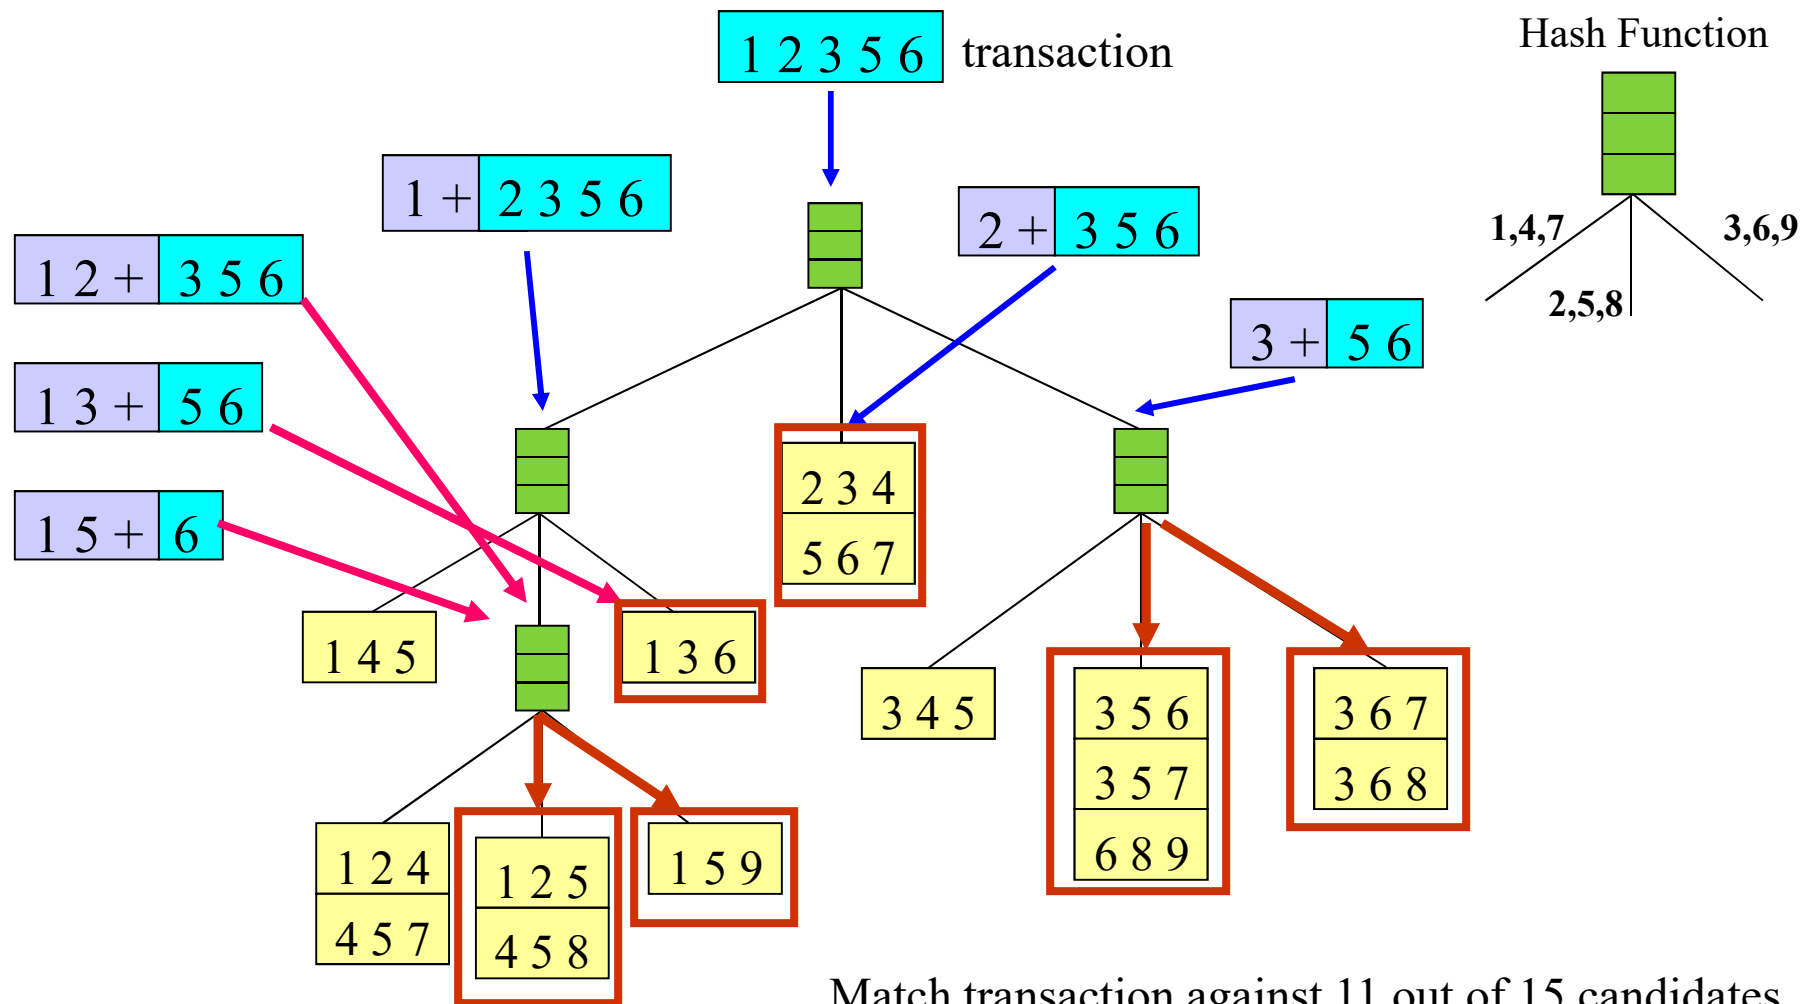 1 2 3 5 6 transaction
Hash Function
1,4,7
3,6,9
2,5,8
1 + 2 3 5 6
2 + 3 5 6
1 2 + 3 5 6
3 + 5 6
1 3 + 5 6
1 5 + 6
2 3 4
5 6 7
1 4 5
1 3 6
3 4 5
3 5 6
3 5 7
6 8 9
3 6 7
3 6 8
1 2 4
4 5 7
1 2 5
4 5 8
1 5 9
Match transaction against 11 out of 15 candidates